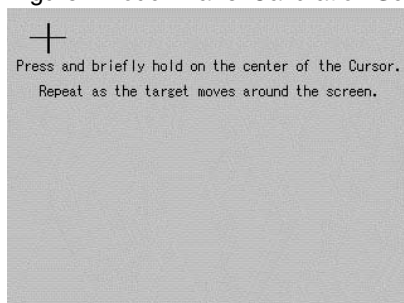 Press and briefly hold on the center of the Cursor.
Repeat as the target moves around the screen.